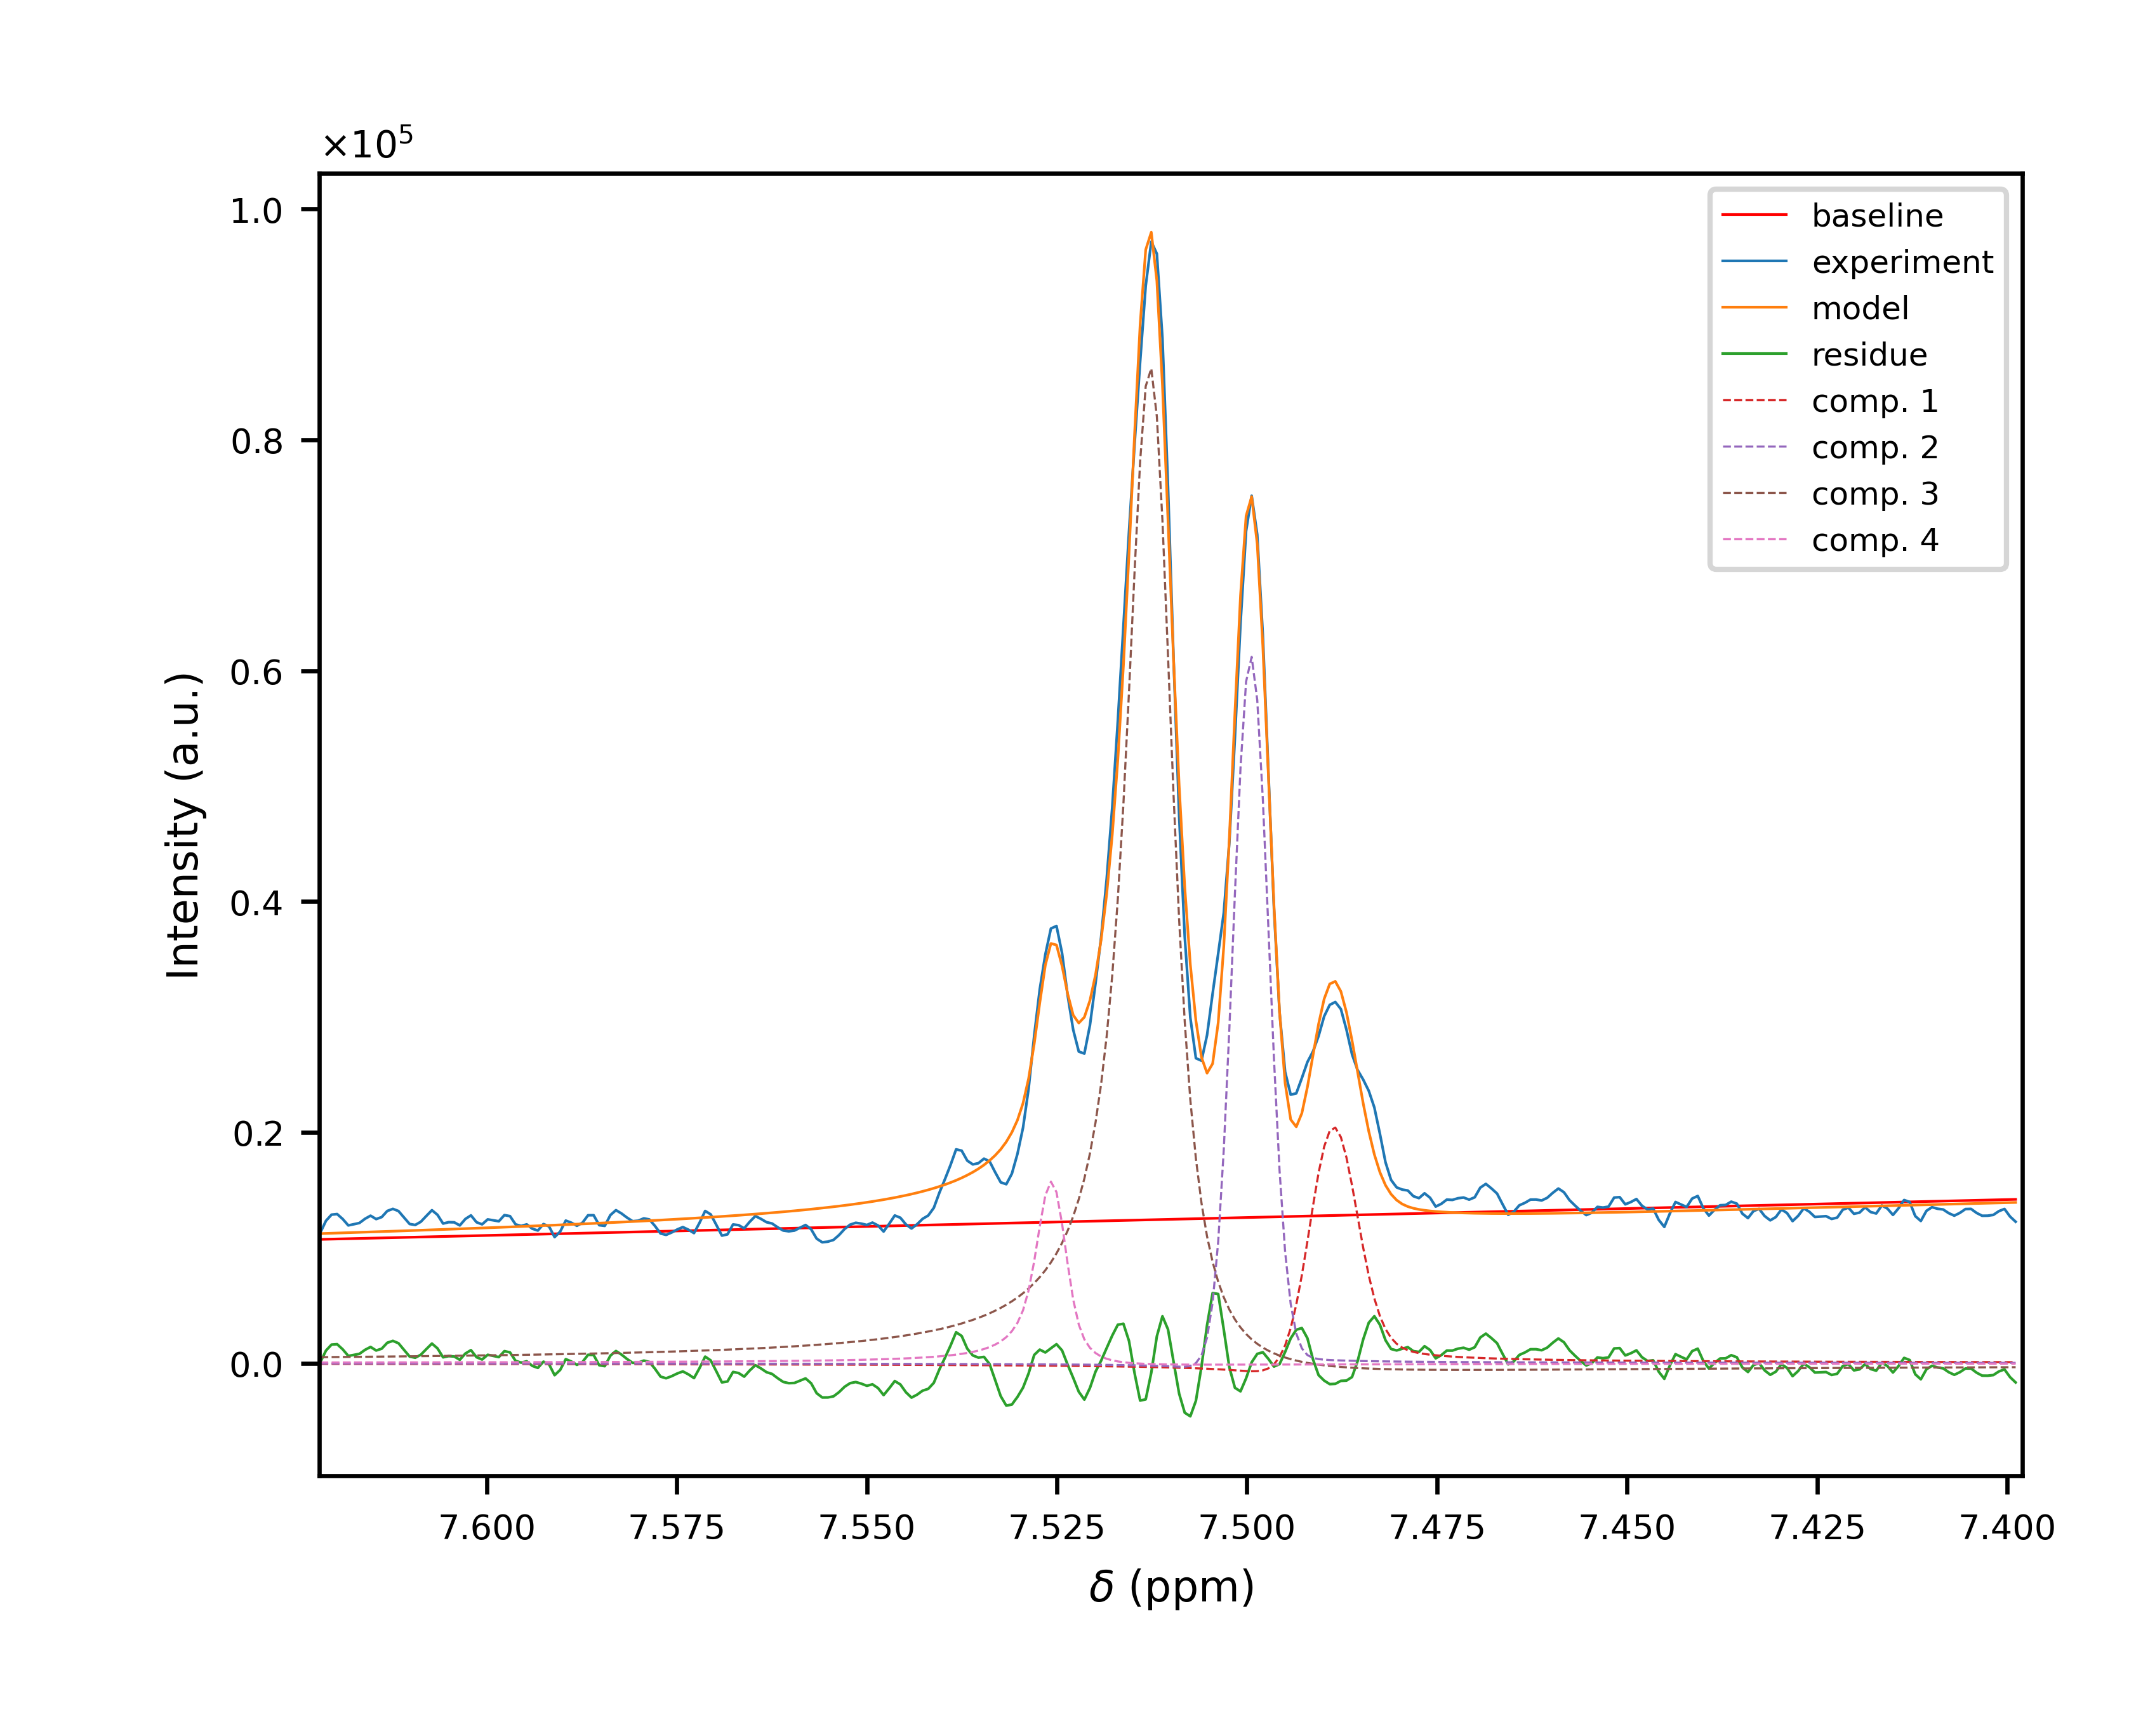 ×10⁵
1.0
0.8
0.6
0.4
0.2
0.0
Intensity (a.u.)
baseline
experiment
model
residue
comp. 1
comp. 2
comp. 3
comp. 4
7.600 7.575 7.550 7.525 7.500 7.475 7.450 7.425 7.400
δ (ppm)